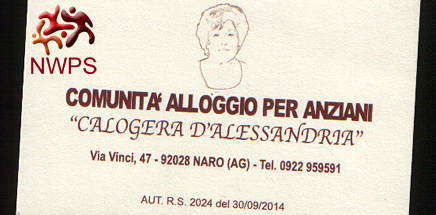 NWPS
COMUNITA' ALLOGGIO PER ANZIANI
"CALOGERA D'ALESSANDRIA"
Via Vinci, 47 - 92028 NARO (AG) - Tel. 0922 959591
AUT. R.S. 2024 del 30/09/2014